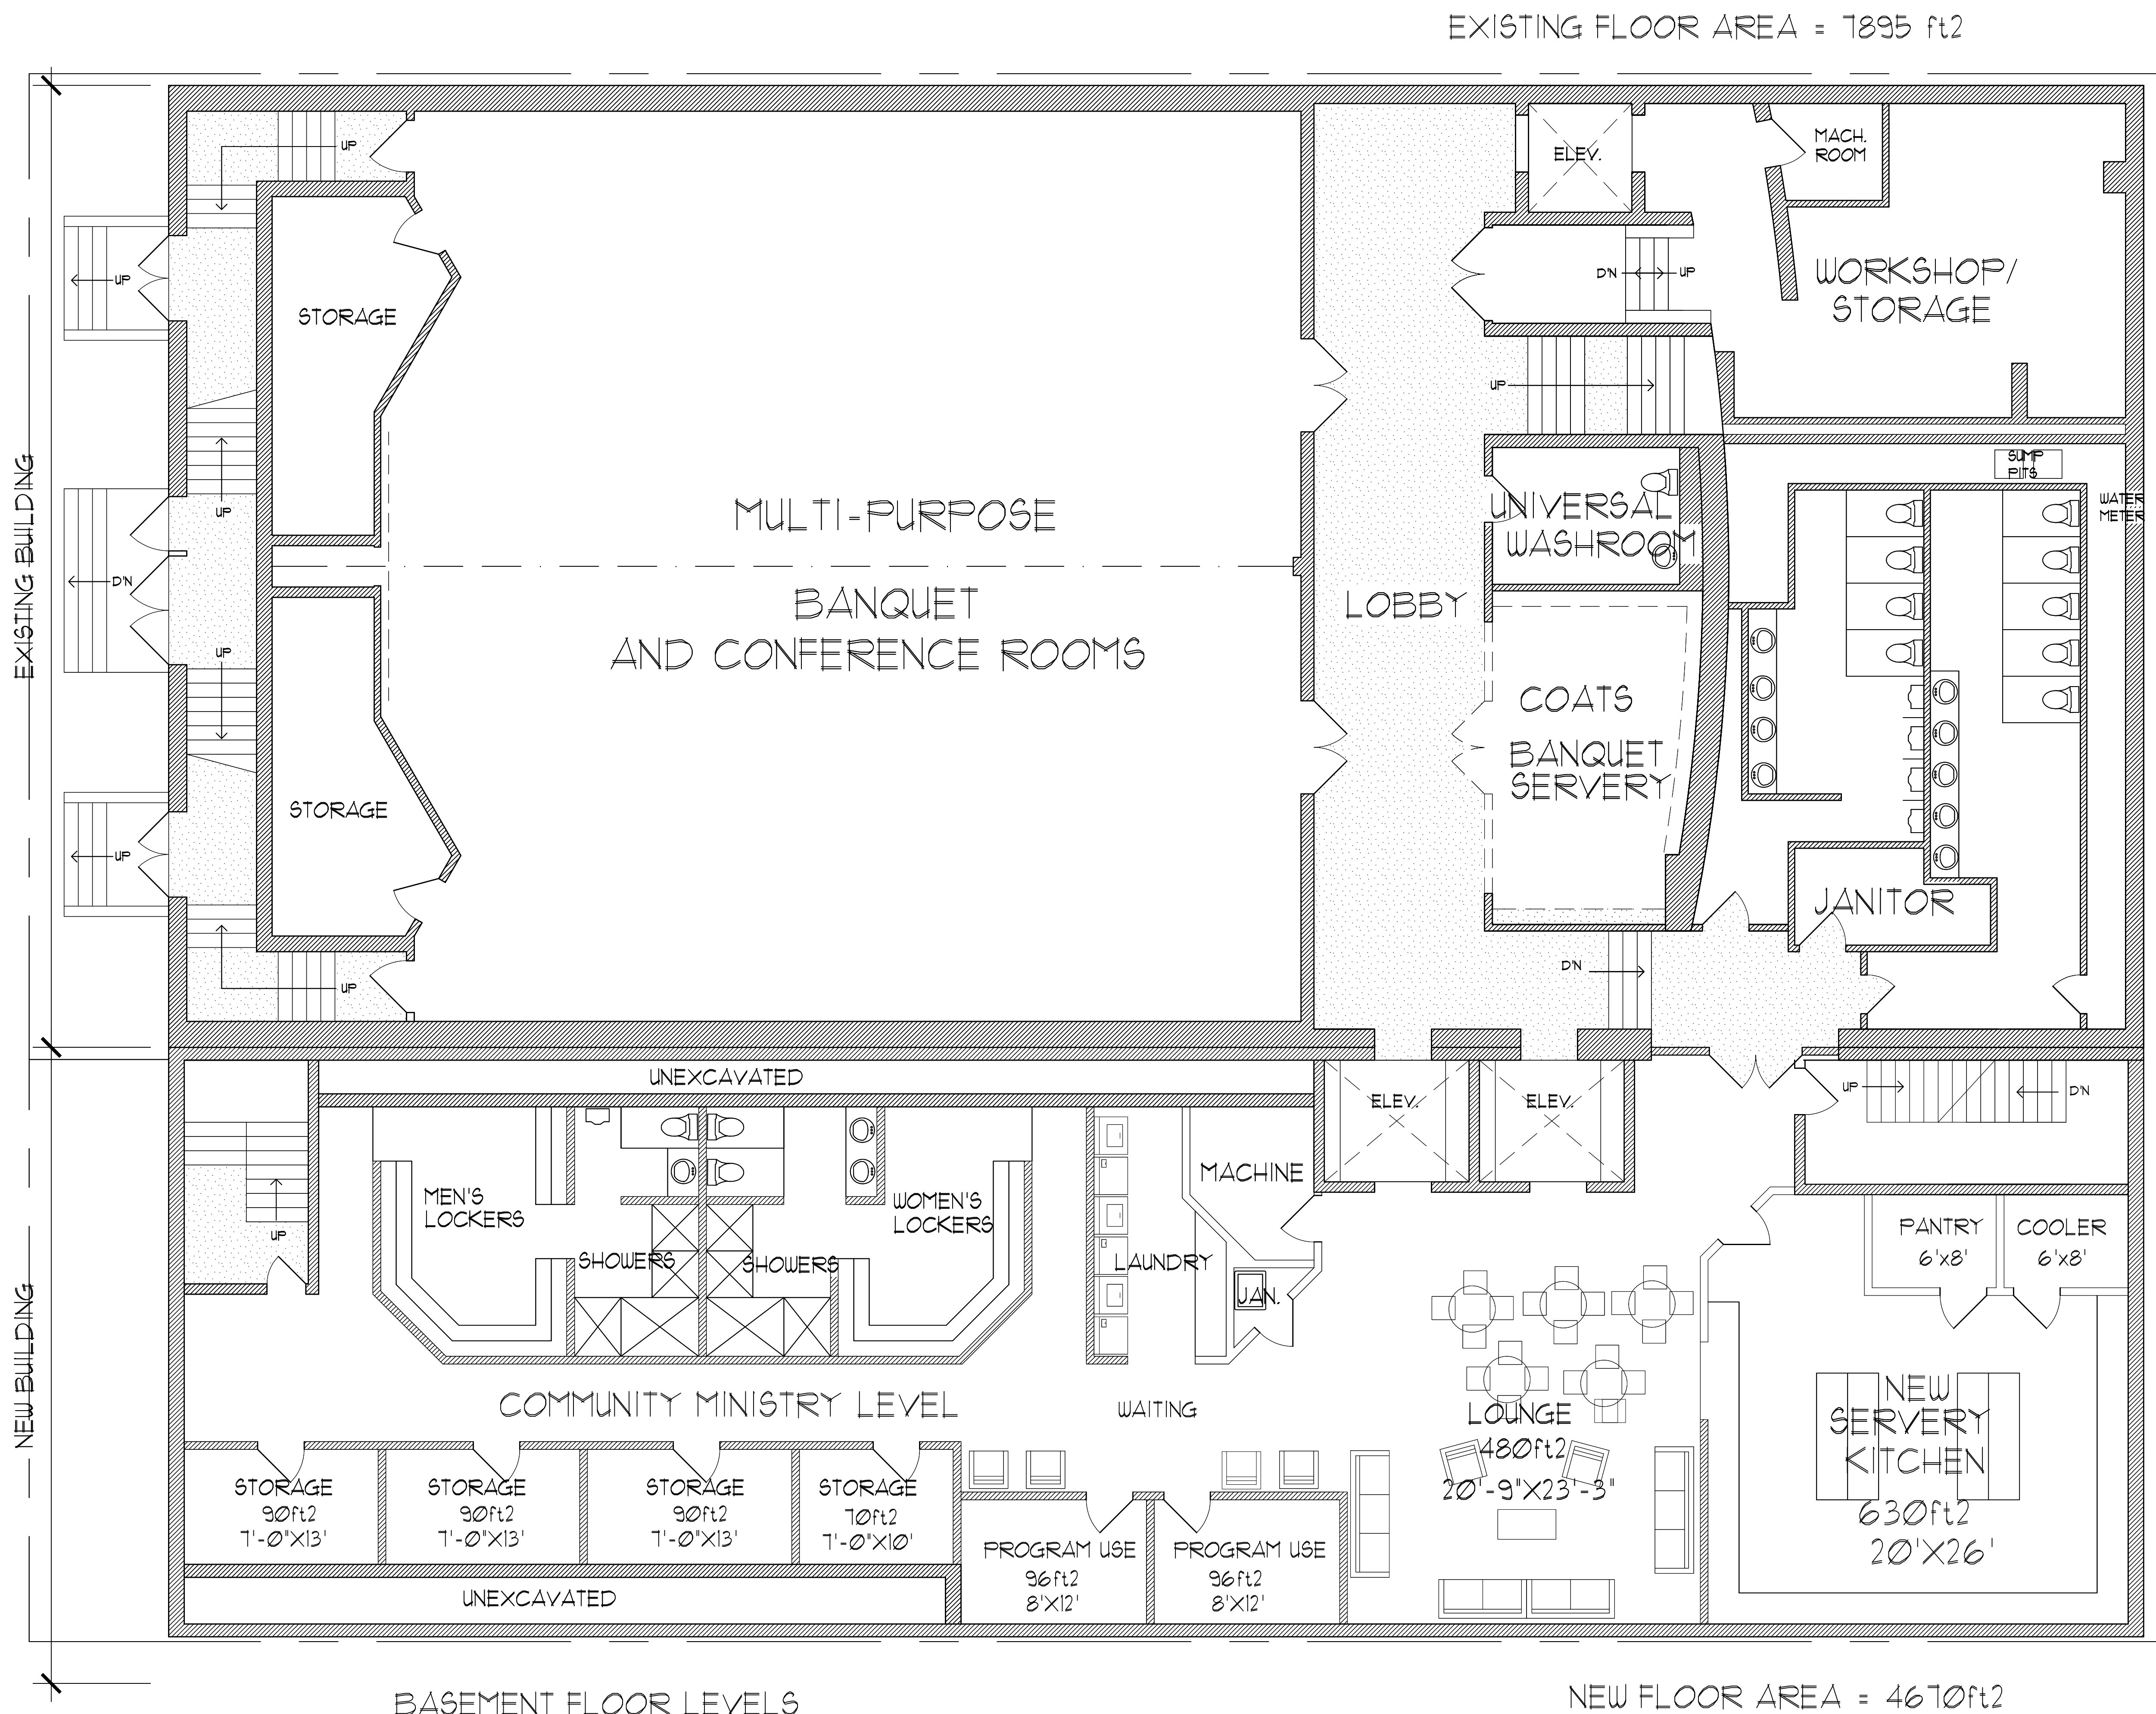 EXISTING FLOOR AREA = 7895 ft2
UP
ELEV.
MACH.
ROOM
UP
D'N
UP
WORKSHOP/
STORAGE
STORAGE
UP
EXISTING BUILDING
UP
D'N
UP
MULTI-PURPOSE
BANQUET
AND CONFERENCE ROOMS
LOBBY
UNIVERSAL
WASHROOM
SUMP
PITS
WATER
METER
COATS
BANQUET
SERVERY
STORAGE
UP
JANITOR
UP
D'N
UNEXCAVATED
ELEV.
ELEV.
UP
D'N
MEN'S
LOCKERS
WOMEN'S
LOCKERS
MACHINE
UP
SHOWERS
SHOWERS
LAUNDRY
JAN.
PANTRY
6'x8'
COOLER
6'x8'
NEW BUILDING
COMMUNITY MINISTRY LEVEL
WAITING
LOUNGE
480ft2
20'-9"X23'-3"
NEW
SERVERY
KITCHEN
630ft2
20'X26'
STORAGE
90ft2
7'-0"X13'
STORAGE
90ft2
7'-0"X13'
STORAGE
90ft2
7'-0"X13'
STORAGE
70ft2
7'-0"X10'
PROGRAM USE
96ft2
8'X12'
PROGRAM USE
96ft2
8'X12'
UNEXCAVATED
BASEMENT FLOOR LEVELS
NEW FLOOR AREA = 4670ft2